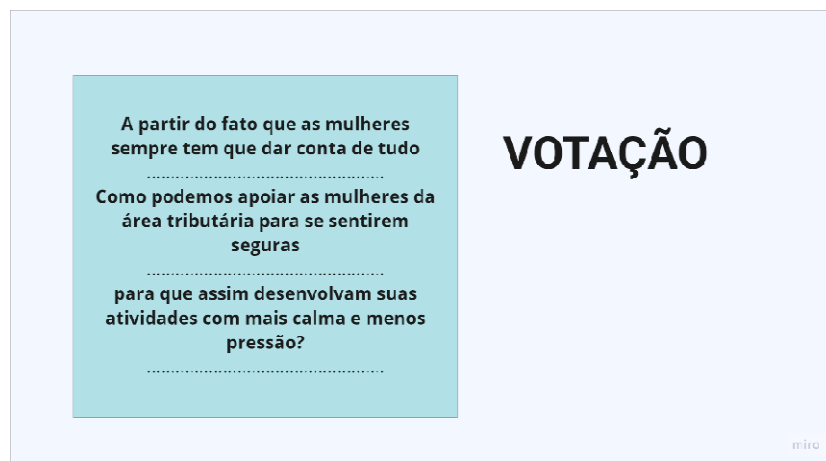 A partir do fato que as mulheres
sempre tem que dar conta de tudo
................................................
Como podemos apoiar as mulheres da
área tributária para se sentirem
seguras
................................................
para que assim desenvolvam suas
atividades com mais calma e menos
pressão?
................................................
VOTAÇÃO
miro